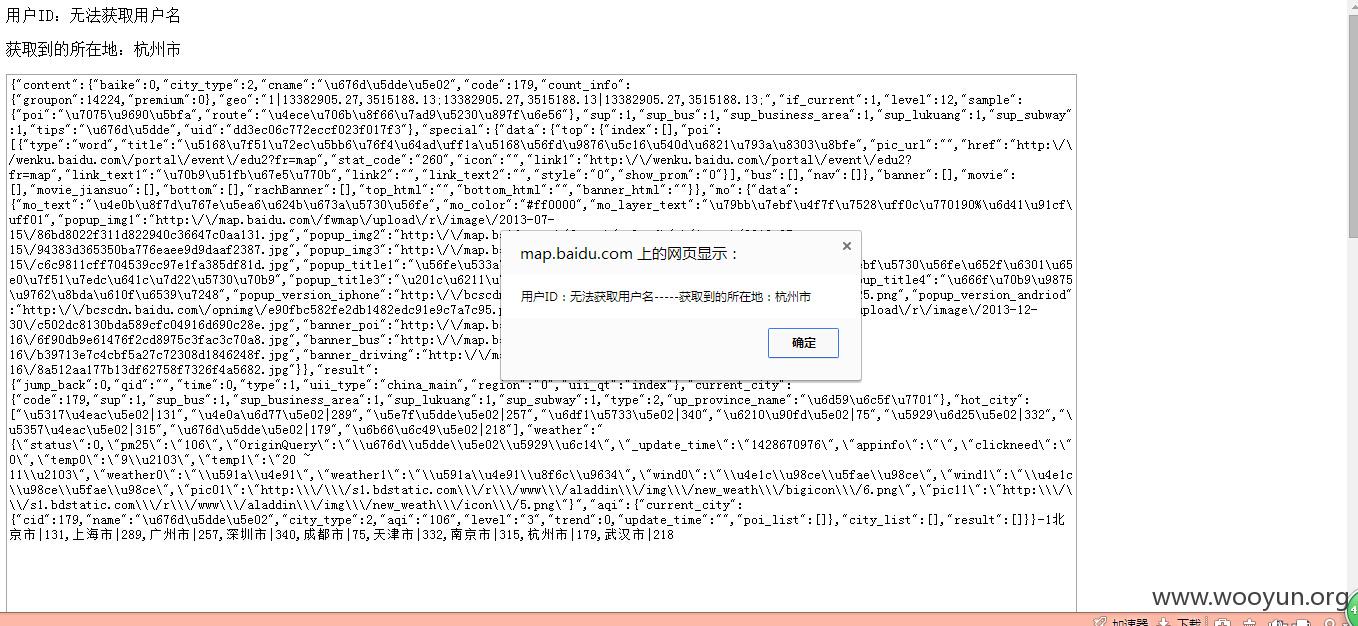 用户ID：无法获取用户名
获取到的所在地：杭州市
{"content":{"baike":0,"city_type":2,"cname":"\u676d\u5dde\u5e02","code":179,"count_info":
{"groupon":14224,"premium":0},"geo":"1|13382905.27,3515188.13;13382905.27,3515188.13|13382905.27,3515188.13;","if_current":1,"level":12,"sample":
{"poi":"\u7075\u9690\u5bfa","route":"\u4ece\u706b\u8f66\u7ad9\u5230\u897f\u6e56"},"sup":1,"sup_bus":1,"sup_business_area":1,"sup_lukuang":1,"sup_subway"
:1,"tips":"\u676d\u5dde","uid":"dd3ec06c772eccf023f017f3"},"special":{"data":{"top":{"index":[],"poi":
[{"type":"word","title":"\u5168\u7f51\u72ec\u5bb6\u76f4\u64ad\uff1a\u5168\u56fd\u9876\u5c16\u540d\u6821\u793a\u8303\u8bfe","pic_url":"","href":"http:\/\
/wenku.baidu.com\/portal\/event\/edu2?fr=map","stat_code":"260","icon":"","link1":"http:\/\/wenku.baidu.com\/portal\/event\/edu2?
fr=map","link_text1":"\u70b9\u51fb\u67e5\u770b","link2":"","link_text2":"","style":"0","show_prom":"0"}],"bus":[],"nav":[]},"banner":[],"movie":
[],"movie_jiansuo":[],"bottom":[],"rachBanner":[],"top_html":"","bottom_html":"","banner_html":""}},"mo":{"data":
{"mo_text":"\u4e0b\u8f7d\u767e\u5ea6\u624b\u673a\u5730\u56fe","mo_color":"#ff0000","mo_layer_text":"\u79bb\u7ebf\u4f7f\u7528\uff0c\u770190%\u6d41\u91cf\
uff01","popup_img1":"http:\/\/map.baidu.com\/fwmap\/upload\/r\/image\/2013-07-
15\/86bd8022f311d822940c36647c0aa131.jpg","popup_img2":"http:\/\/map.b
15\/94383d365350ba776eaee9d9daaf2387.jpg","popup_img3":"http:\/\/map.b
15\/c6c9811cff704539cc97e1fa385df81d.jpg","popup_title1":"\u56fe\u533a bf\u5730\u56fe\u652f\u6301\u65
e0\u7f51\u7edc\u641c\u7d22\u5730\u70b9","popup_title3":"\u201c\u6211\u pup_title4":"\u666f\u70b9\u9875
\u9762\u8bda\u610f\u6539\u7248","popup_version_iphone":"http:\/\/bcscdn 25.png","popup_version_andriod"
:"http:\/\/bcscdn.baidu.com\/opnimg\/e90fbc582fe2db1482edc91e9c7a7c95.j pload\/r\/image\/2013-12-
30\/c502dc8130bda589cfc04916d690c28e.jpg","banner_poi":"http:\/\/map.b
16\/6f90db9e61476f2cd8975c3fac3c70a8.jpg","banner_bus":"http:\/\/map.b
16\/b39713e7c4cbf5a27c72308d1846248f.jpg","banner_driving":"http:\/\/m
16\/8a512aa177b13df62758f7326f4a5682.jpg"}},"result":
{"jump_back":0,"qid":"","time":0,"type":1,"uii_type":"china_main","region":"0","uii_qt":"index"},"current_city":
{"code":179,"sup":1,"sup_bus":1,"sup_business_area":1,"sup_lukuang":1,"sup_subway":1,"type":2,"up_province_name":"\u6d59\u6c5f\u7701"},"hot_city":
["\u5317\u4eac\u5e02|131","\u4e0a\u6d77\u5e02|289","\u5e7f\u5dde\u5e02|257","\u6df1\u5733\u5e02|340","\u6210\u90fd\u5e02|75","\u5929\u6d25\u5e02|332","\
u5357\u4eac\u5e02|315","\u676d\u5dde\u5e02|179","\u6b66\u6c49\u5e02|218"],"weather":"
{\"status\":0,\"pm25\":\"106\",\"OriginQuery\":\"\\u676d\\u5dde\\u5e02\\u5929\\u6c14\",\"_update_time\":\"1428670976\",\"appinfo\":\"\",\"clickneed\":\"
0\",\"temp0\":\"9\\u2103\",\"temp1\":\"20 ~
11\\u2103\",\"weather0\":\"\\u591a\\u4e91\",\"weather1\":\"\\u591a\\u4e91\\u8f6c\\u9634\",\"wind0\":\"\\u4e1c\\u98ce\\u5fae\\u98ce\",\"wind1\":\"\\u4e1c
\\u98ce\\u5fae\\u98ce\",\"pic01\":\"http:\\\/\\\/s1.bdstatic.com\\\/r\\\/www\\\/aladdin\\\/img\\\/new_weath\\\/bigicon\\\/6.png\",\"pic11\":\"http:\\\/\
\\/s1.bdstatic.com\\\/r\\\/www\\\/aladdin\\\/img\\\/new_weath\\\/icon\\\/5.png\"}","aqi":{"current_city":
{"cid":179,"name":"\u676d\u5dde\u5e02","city_type":2,"aqi":"106","level":"3","trend":0,"update_time":"","poi_list":[]},"city_list":[],"result":[]}}-1北
京市|131,上海市|289,广州市|257,深圳市|340,成都市|75,天津市|332,南京市|315,杭州市|179,武汉市|218
map.baidu.com 上的网页显示：
×
用户ID：无法获取用户名-----获取到的所在地：杭州市
确定
www.wooyun.org
加速器
下载
4